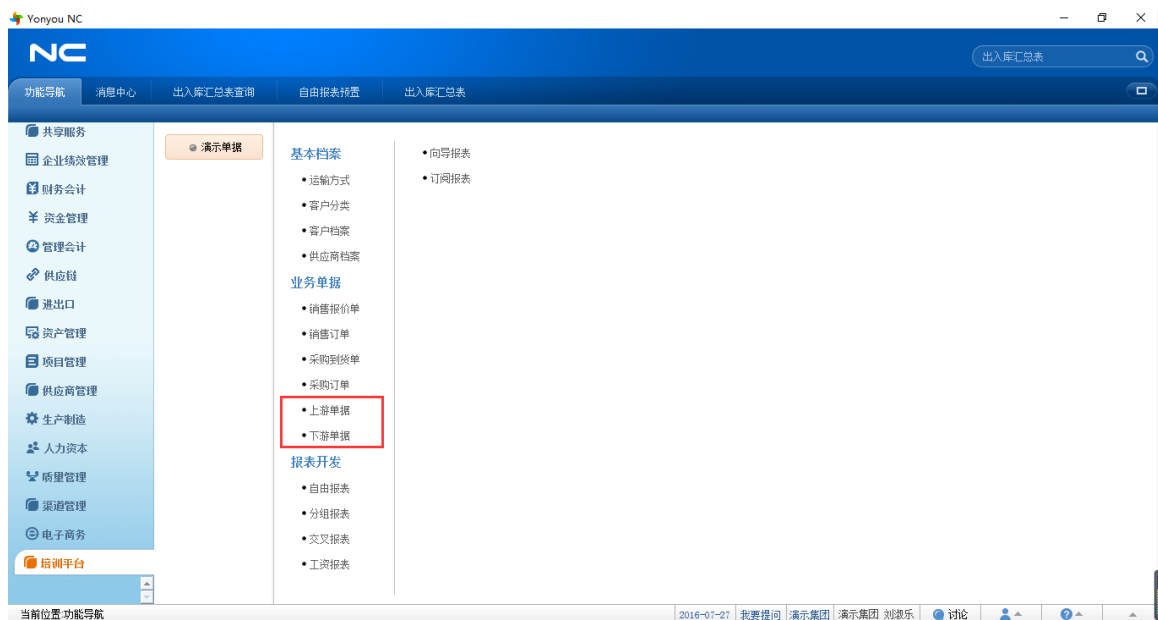 Yonyou NC
NC
出入库汇总表
功能导航
消息中心
出入库汇总表查询
自由报表预置
出入库汇总表
共享服务
企业绩效管理
财务会计
资金管理
管理会计
供应链
进出口
资产管理
项目管理
供应商管理
生产制造
人力资本
质量管理
渠道管理
电子商务
培训平台
演示单据
基本档案
•运输方式
•客户分类
•客户档案
•供应商档案
业务单据
•销售报价单
•销售订单
•采购到货单
•采购订单
•上游单据
•下游单据
报表开发
•自由报表
•分组报表
•交叉报表
•工资报表
•向导报表
•订阅报表
当前位置:功能导航
2016-07-27
我要提问
演示集团
演示集团 刘淑乐
讨论